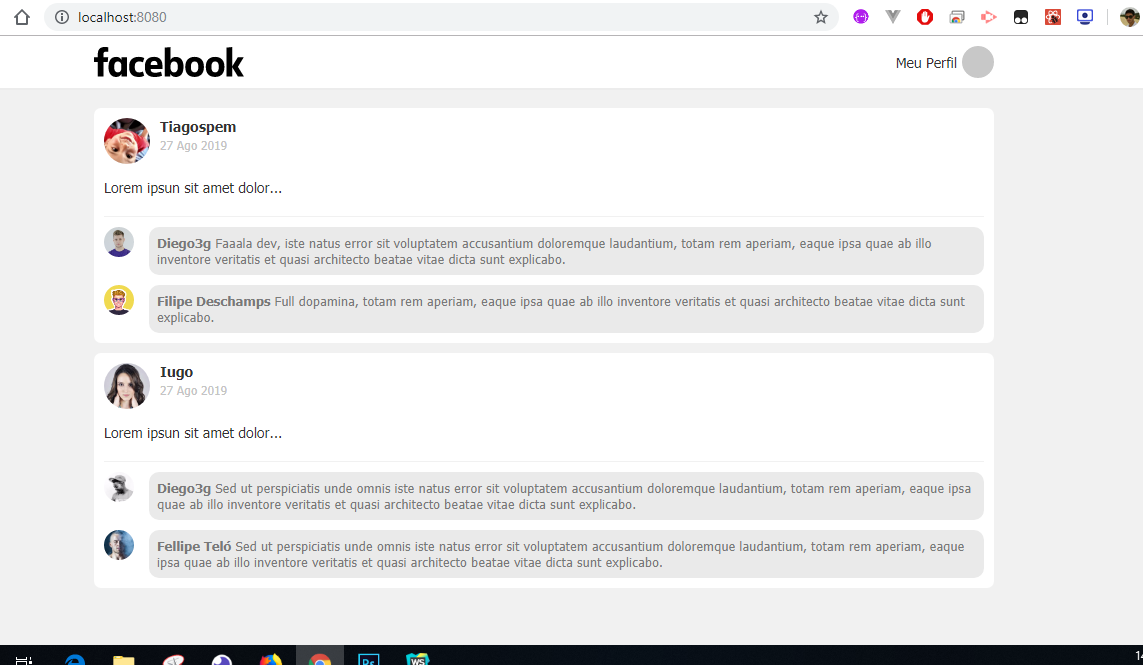 localhost:8080
facebook
Meu Perfil
Tiagospem
27 Ago 2019
Lorem ipsun sit amet dolor...
Diego3g Faaala dev, iste natus error sit voluptatem accusantium doloremque laudantium, totam rem aperiam, eaque ipsa quae ab illo
inventore veritatis et quasi architecto beatae vitae dicta sunt explicabo.
Filipe Deschamps Full dopamina, totam rem aperiam, eaque ipsa quae ab illo inventore veritatis et quasi architecto beatae vitae dicta sunt
explicabo.
Iugo
27 Ago 2019
Lorem ipsun sit amet dolor...
Diego3g Sed ut perspiciatis unde omnis iste natus error sit voluptatem accusantium doloremque laudantium, totam rem aperiam, eaque ipsa
quae ab illo inventore veritatis et quasi architecto beatae vitae dicta sunt explicabo.
Fellipe Teló Sed ut perspiciatis unde omnis iste natus error sit voluptatem accusantium doloremque laudantium, totam rem aperiam, eaque
ipsa quae ab illo inventore veritatis et quasi architecto beatae vitae dicta sunt explicabo.
Ps
WS